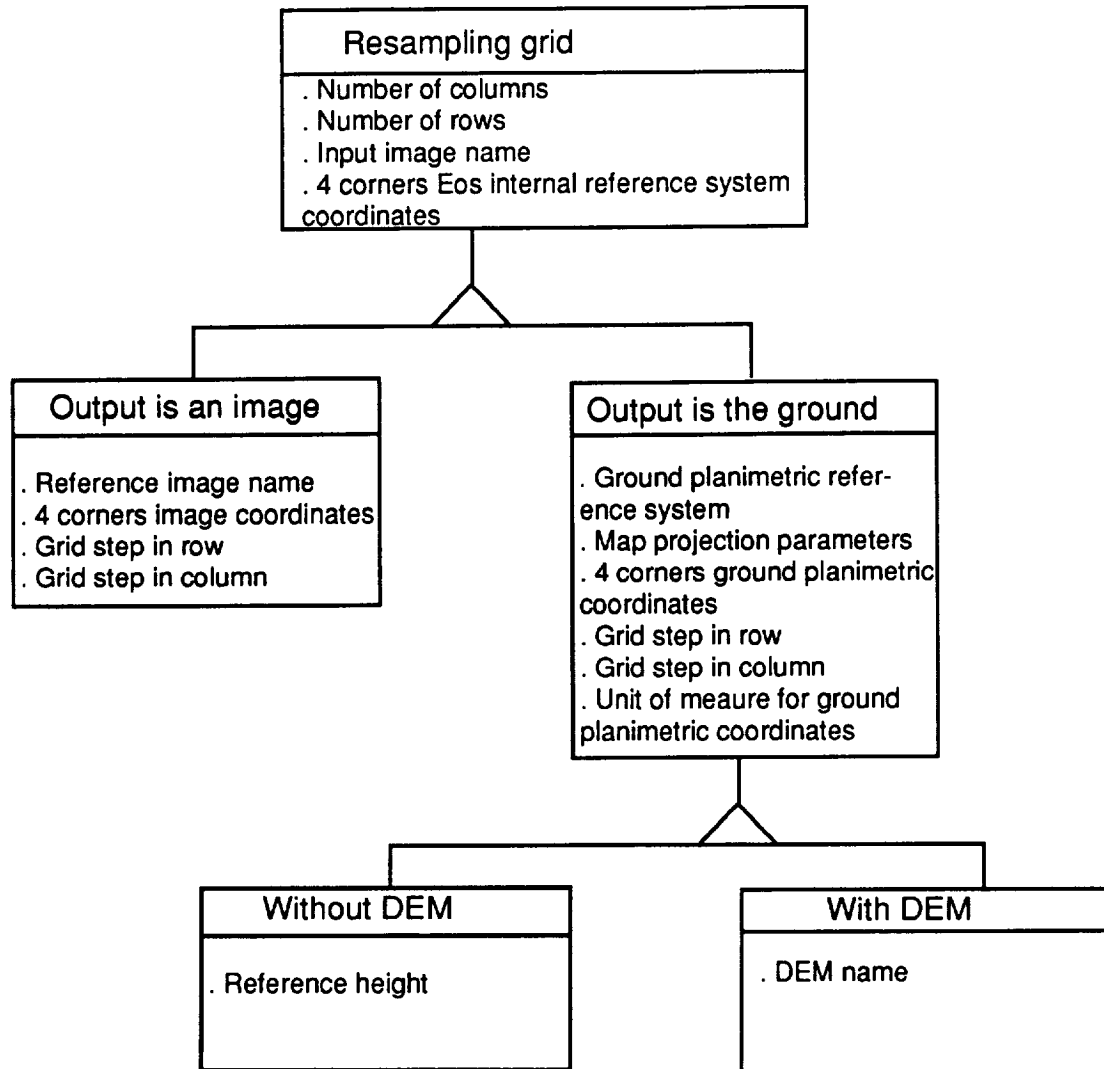 Resampling grid
. Number of columns
. Number of rows
. Input image name
. 4 corners Eos internal reference system
coordinates
Output is an image
. Reference image name
. 4 corners image coordinates
. Grid step in row
. Grid step in column
Output is the ground
. Ground planimetric refer-
ence system
. Map projection parameters
. 4 corners ground planimetric
coordinates
. Grid step in row
. Grid step in column
. Unit of meaure for ground
planimetric coordinates
Without DEM
. Reference height
With DEM
. DEM name